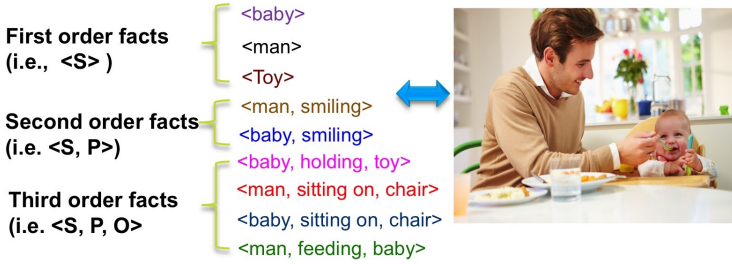 First order facts
(i.e., <S> )
<baby>
<man>
<Toy>
Second order facts
(i.e. <S, P>)
<man, smiling>
<baby, smiling>
Third order facts
(i.e. <S, P, O>
<baby, holding, toy>
<man, sitting on, chair>
<baby, sitting on, chair>
<man, feeding, baby>